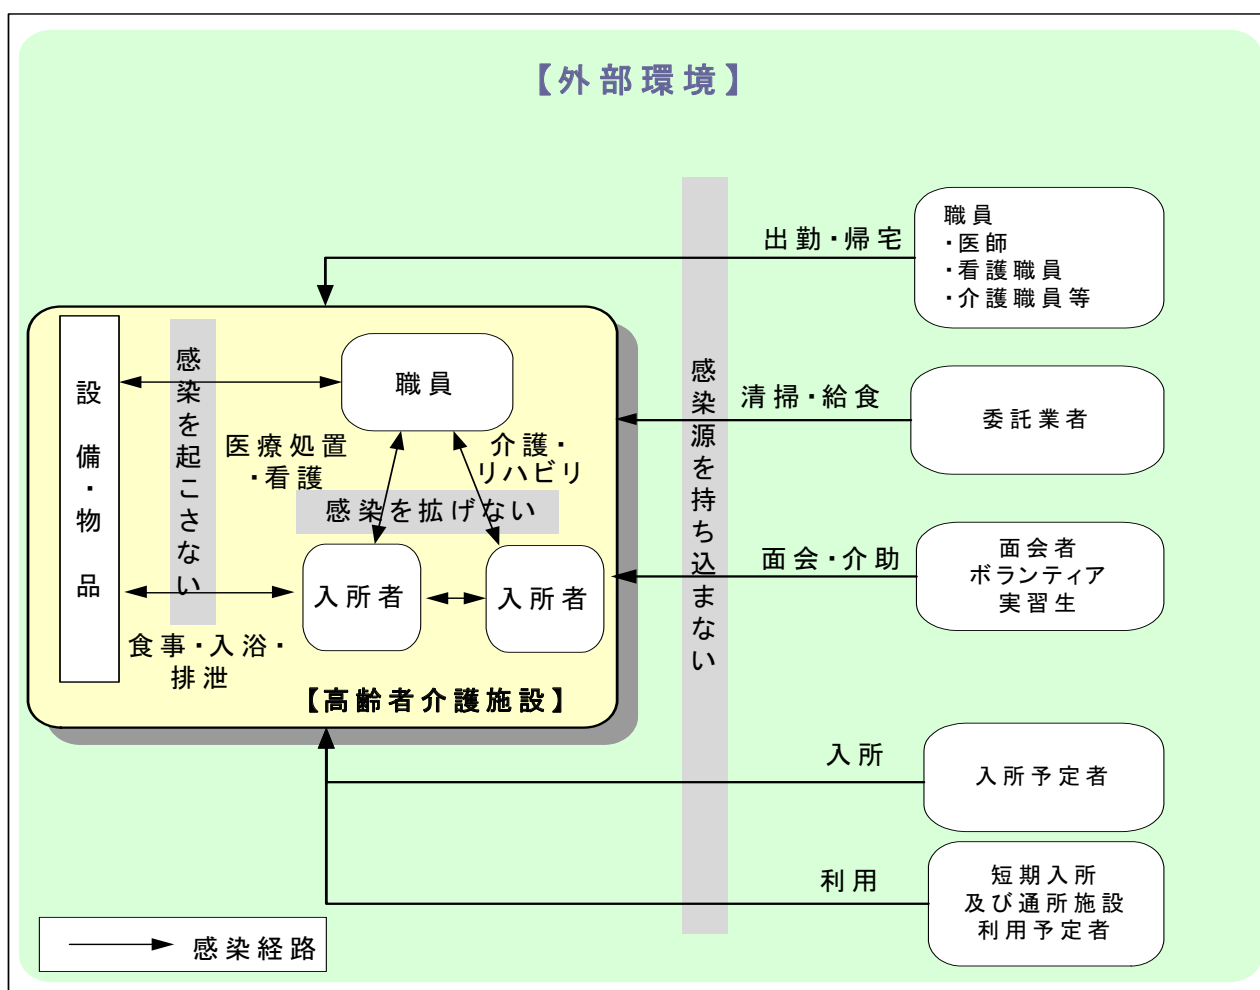 【外部環境】
職員
・医師
・看護職員
・介護職員等
出勤・帰宅
委託業者
清掃・給食
面会者
ボランティア
実習生
面会・介助
感染源を持ち込まない
設備・物品
感染を起こさない
職員
医療処置
・看護
介護・
リハビリ
感染を拡げない
入所者
入所者
食事・入浴・
排泄
【高齢者介護施設】
入所
入所予定者
利用
短期入所
及び通所施設
利用予定者
感染経路